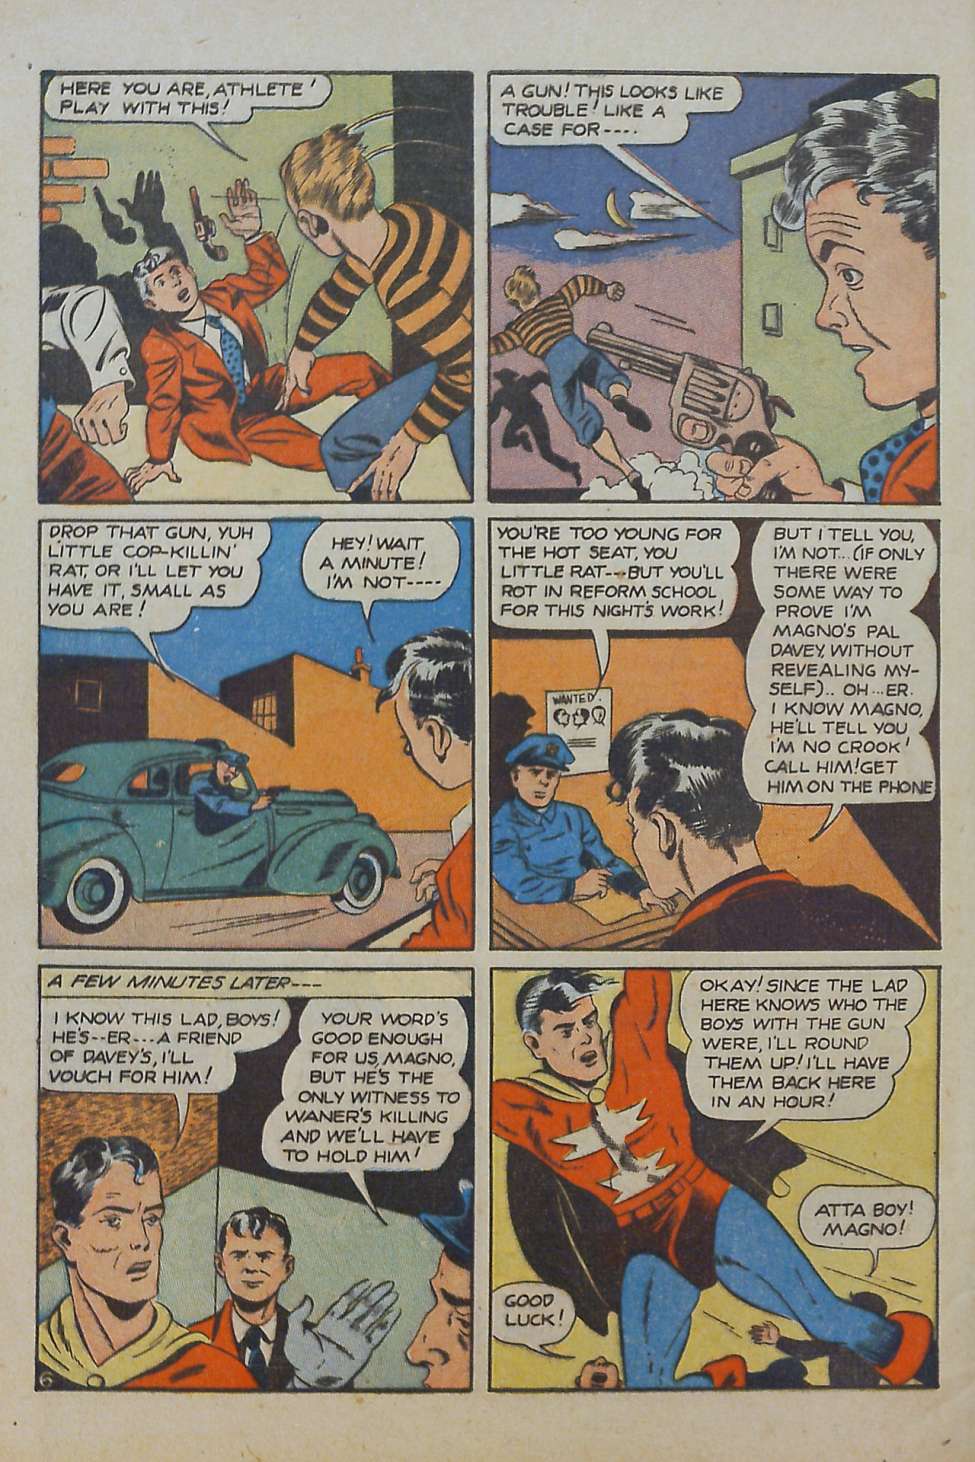 HERE YOU ARE, ATHLETE!
PLAY WITH THIS!
A GUN! THIS LOOKS LIKE
TROUBLE! LIKE A
CASE FOR----.
DROP THAT GUN, YUH
LITTLE COP-KILLIN'
RAT, OR I'LL LET YOU
HAVE IT, SMALL AS
YOU ARE!
HEY! WAIT
A MINUTE!
I'M NOT----
YOU'RE TOO YOUNG FOR
THE HOT SEAT, YOU
LITTLE RAT--- BUT YOU'LL
ROT IN REFORM SCHOOL
FOR THIS NIGHT'S WORK!
WANTED
BUT I TELL YOU,
I'M NOT...(IF ONLY
THERE WERE
SOME WAY TO
PROVE I'M
MAGNO'S PAL
DAVEY, WITHOUT
REVEALING MY-
SELF).. OH...ER.
I KNOW MAGNO,
HE'LL TELL YOU
I'M NO CROOK!
CALL HIM! GET
HIM ON THE PHONE
A FEW MINUTES LATER---
I KNOW THIS LAD, BOYS!
HE'S--ER---A FRIEND
OF DAVEY'S, I'LL
VOUCH FOR HIM!
YOUR WORD'S
GOOD ENOUGH
FOR US, MAGNO,
BUT HE'S THE
ONLY WITNESS TO
WANER'S KILLING
AND WE'LL HAVE
TO HOLD HIM!
6
OKAY! SINCE THE LAD
HERE KNOWS WHO THE
BOYS WITH THE GUN
WERE, I'LL ROUND
THEM UP! I'LL HAVE
THEM BACK HERE
IN AN HOUR!
ATTA BOY!
MAGNO!
GOOD
LUCK!